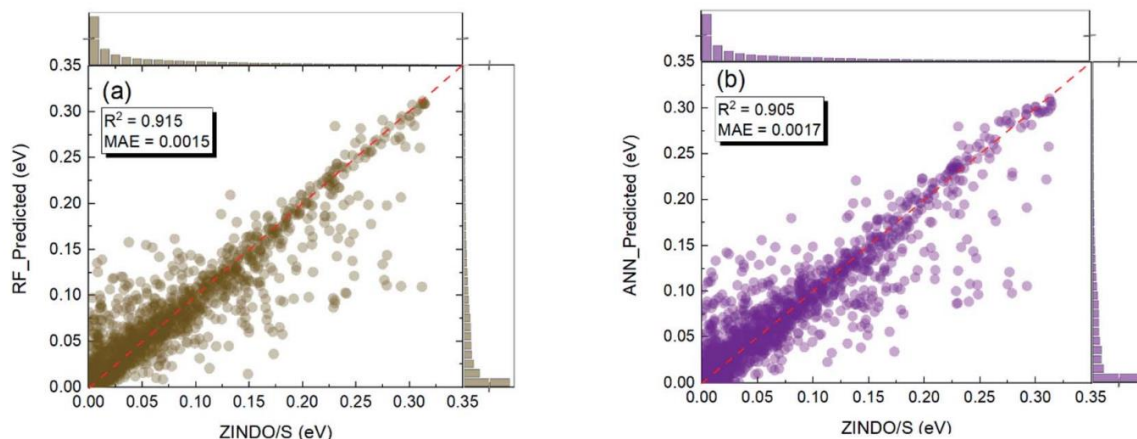 (a)
R² = 0.915
MAE = 0.0015
RF_Predicted (eV)
0.35
0.30
0.25
0.20
0.15
0.10
0.05
0.00
0.00 0.05 0.10 0.15 0.20 0.25 0.30 0.35
ZINDO/S (eV)
(b)
R² = 0.905
MAE = 0.0017
ANN_Predicted (eV)
0.35
0.30
0.25
0.20
0.15
0.10
0.05
0.00
0.00 0.05 0.10 0.15 0.20 0.25 0.30 0.35
ZINDO/S (eV)